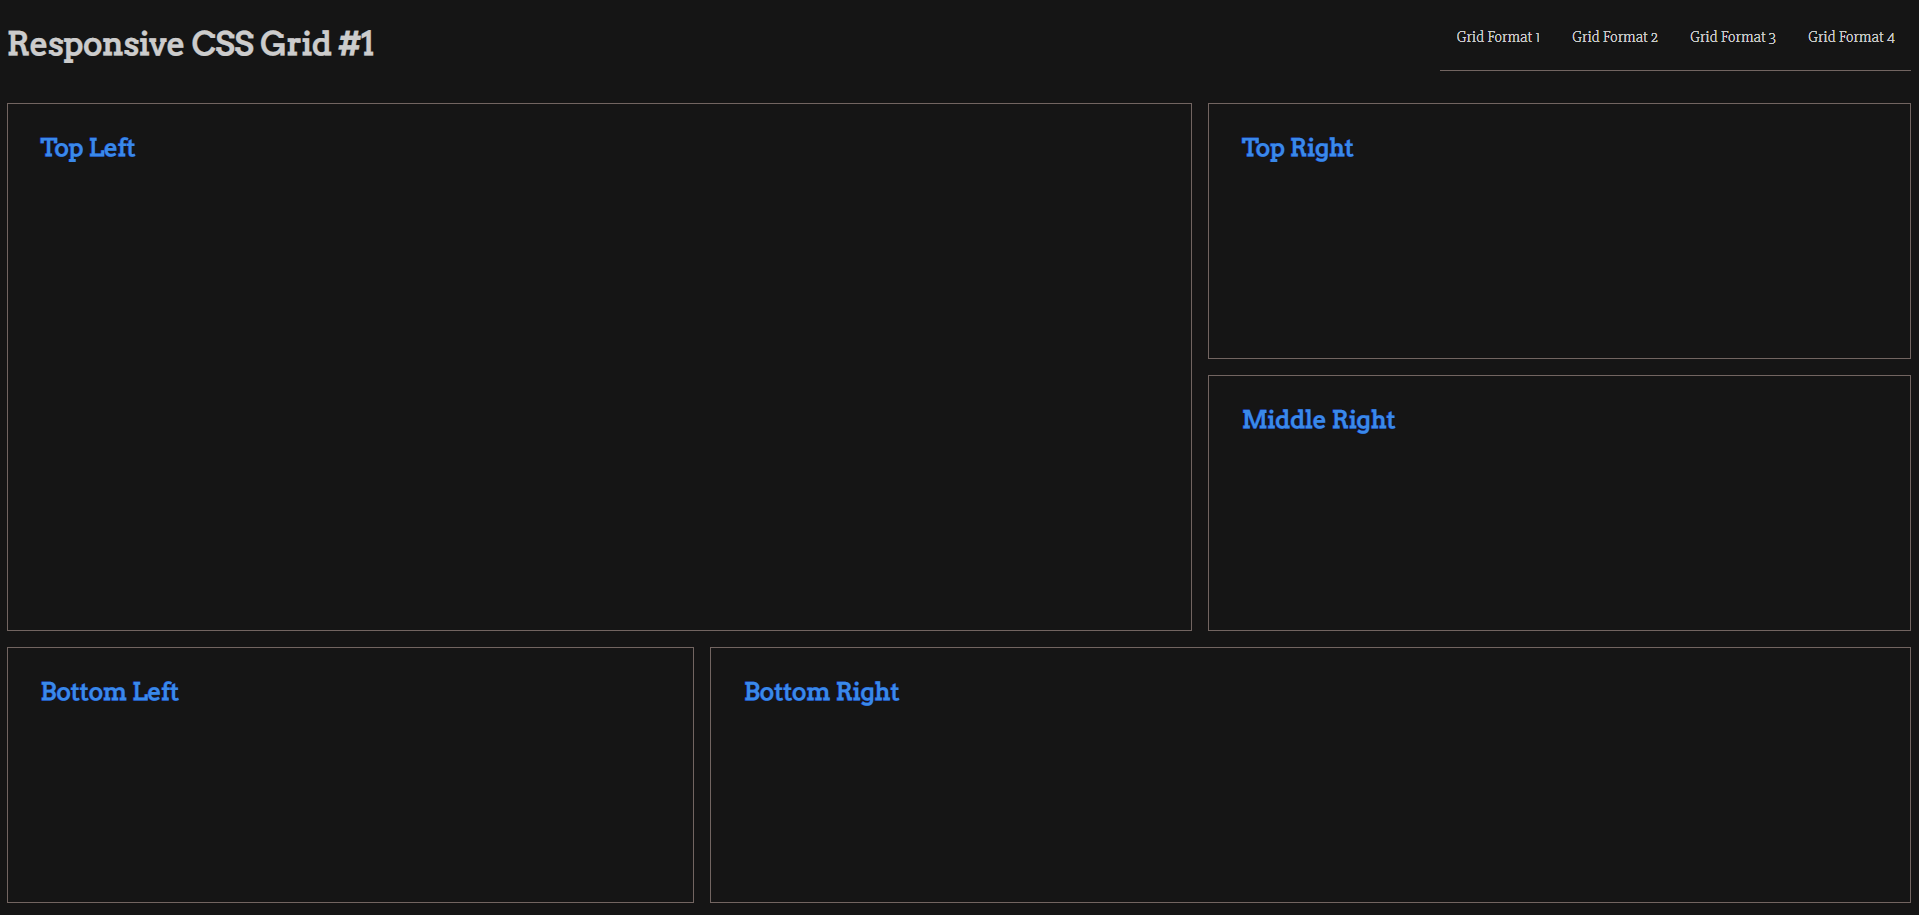 Responsive CSS Grid #1
Grid Format 1
Grid Format 2
Grid Format 3
Grid Format 4
Top Left
Top Right
Middle Right
Bottom Left
Bottom Right